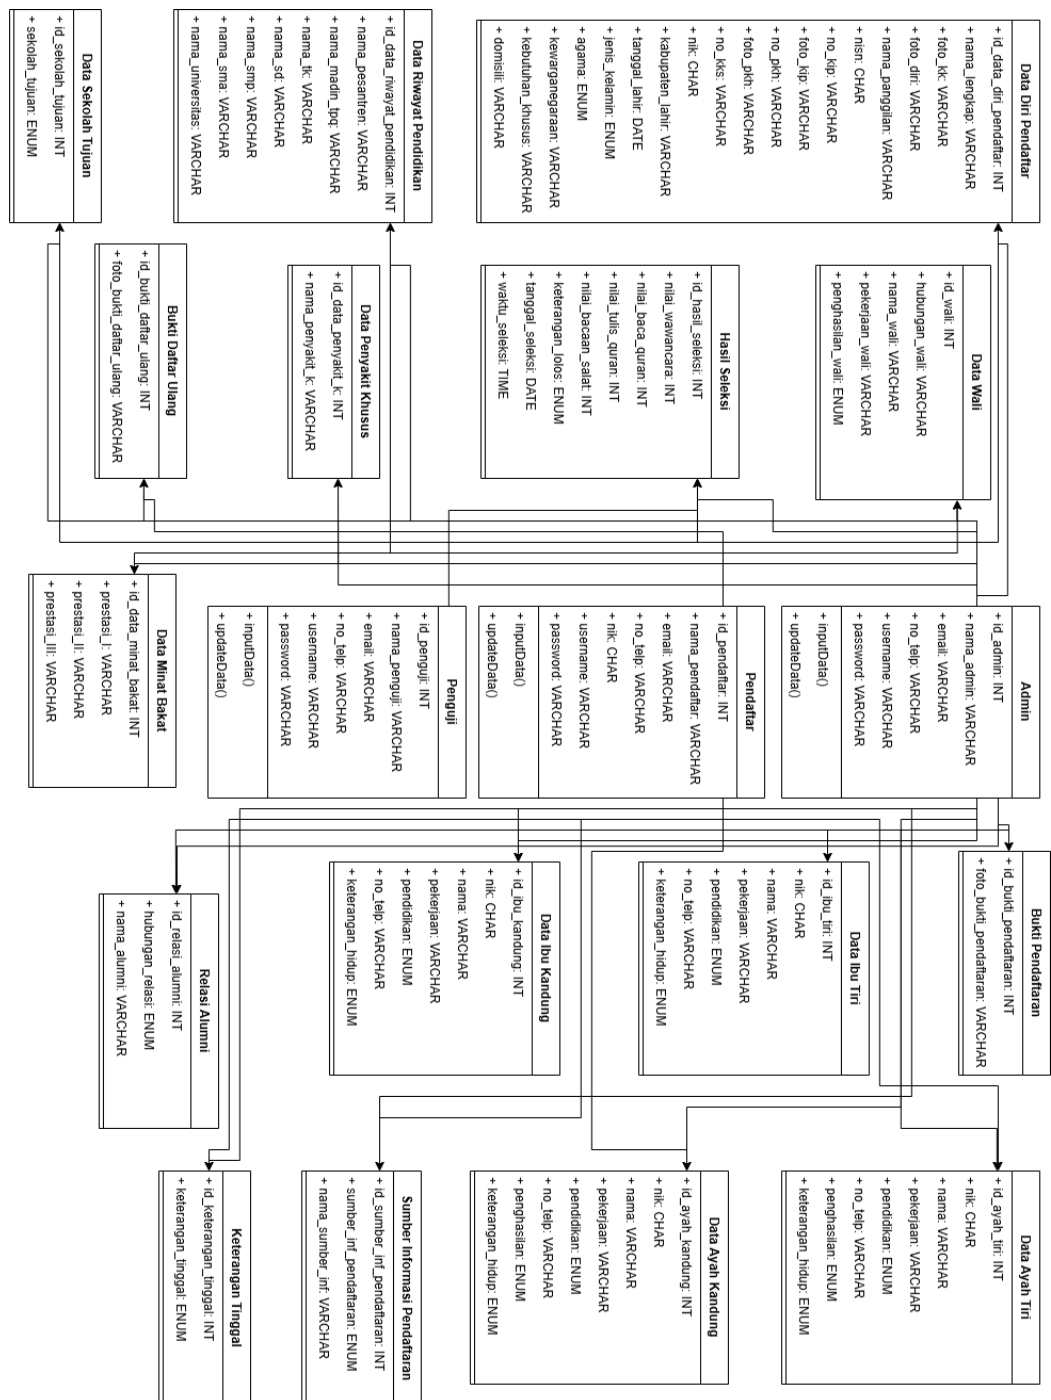 Data Diri Pendaftar
+ id_data_diri_pendaftar: INT
+ nama_lengkap: VARCHAR
+ foto_kk: VARCHAR
+ foto_diri: VARCHAR
+ nama_panggilan: VARCHAR
+ nisn: CHAR
+ no_kip: VARCHAR
+ foto_kip: VARCHAR
+ no_pkh: VARCHAR
+ foto_pkh: VARCHAR
+ no_kks: VARCHAR
+ nik: CHAR
+ kabupaten_lahir: VARCHAR
+ tanggal_lahir: DATE
+ jenis_kelamin: ENUM
+ agama: ENUM
+ kewarganegaraan: VARCHAR
+ kebutuhan_khusus: VARCHAR
+ domisili: VARCHAR
Data Wali
+ id_wali: INT
+ hubungan_wali: VARCHAR
+ nama_wali: VARCHAR
+ pekerjaan_wali: VARCHAR
+ penghasilan_wali: ENUM
Admin
+ id_admin: INT
+ nama_admin: VARCHAR
+ email: VARCHAR
+ no_telp: VARCHAR
+ username: VARCHAR
+ password: VARCHAR
+ inputData()
+ updateData()
Bukti Pendaftaran
+ id_bukti_pendaftaran: INT
+ foto_bukti_pendaftaran: VARCHAR
Data Ayah Tiri
+ id_ayah_tiri: INT
+ nik: CHAR
+ nama: VARCHAR
+ pekerjaan: VARCHAR
+ pendidikan: ENUM
+ no_telp: VARCHAR
+ penghasilan: ENUM
+ keterangan_hidup: ENUM
Hasil Seleksi
+ id_hasil_seleksi: INT
+ nilai_wawancara: INT
+ nilai_baca_quran: INT
+ nilai_tulis_quran: INT
+ nilai_bacaan_salat: INT
+ keterangan_lolos: ENUM
+ tanggal_seleksi: DATE
+ waktu_seleksi: TIME
Pendaftar
+ id_pendaftar: INT
+ nama_pendaftar: VARCHAR
+ email: VARCHAR
+ no_telp: VARCHAR
+ nik: CHAR
+ username: VARCHAR
+ password: VARCHAR
+ inputData()
+ updateData()
Data Ibu Tiri
+ id_ibu_tiri: INT
+ nik: CHAR
+ nama: VARCHAR
+ pekerjaan: VARCHAR
+ pendidikan: ENUM
+ no_telp: VARCHAR
+ keterangan_hidup: ENUM
Data Ayah Kandung
+ id_ayah_kandung: INT
+ nik: CHAR
+ nama: VARCHAR
+ pekerjaan: VARCHAR
+ pendidikan: ENUM
+ no_telp: VARCHAR
+ penghasilan: ENUM
+ keterangan_hidup: ENUM
Data Riwayat Pendidikan
+ id_data_riwayat_pendidikan: INT
+ nama_pesantren: VARCHAR
+ nama_madin_tpq: VARCHAR
+ nama_tk: VARCHAR
+ nama_sd: VARCHAR
+ nama_smp: VARCHAR
+ nama_sma: VARCHAR
+ nama_universitas: VARCHAR
Data Penyakit Khusus
+ id_data_penyakit_k: INT
+ nama_penyakit_k: VARCHAR
Penguji
+ id_penguji: INT
+ nama_penguji: VARCHAR
+ email: VARCHAR
+ no_telp: VARCHAR
+ username: VARCHAR
+ password: VARCHAR
+ inputData()
+ updateData()
Data Ibu Kandung
+ id_ibu_kandung: INT
+ nik: CHAR
+ nama: VARCHAR
+ pekerjaan: VARCHAR
+ pendidikan: ENUM
+ no_telp: VARCHAR
+ keterangan_hidup: ENUM
Sumber Informasi Pendaftaran
+ id_sumber_inf_pendaftaran: INT
+ sumber_inf_pendaftaran: ENUM
+ nama_sumber_inf: VARCHAR
Data Sekolah Tujuan
+ id_sekolah_tujuan: INT
+ sekolah_tujuan: ENUM
Bukti Daftar Ulang
+ id_bukti_daftar_ulang: INT
+ foto_bukti_daftar_ulang: VARCHAR
Data Minat Bakat
+ id_data_minat_bakat: INT
+ prestasi_I: VARCHAR
+ prestasi_II: VARCHAR
+ prestasi_III: VARCHAR
Relasi Alumni
+ id_relasi_alumni: INT
+ hubungan_relasi: ENUM
+ nama_alumni: VARCHAR
Keterangan Tinggal
+ id_keterangan_tinggal: INT
+ keterangan_tinggal: ENUM